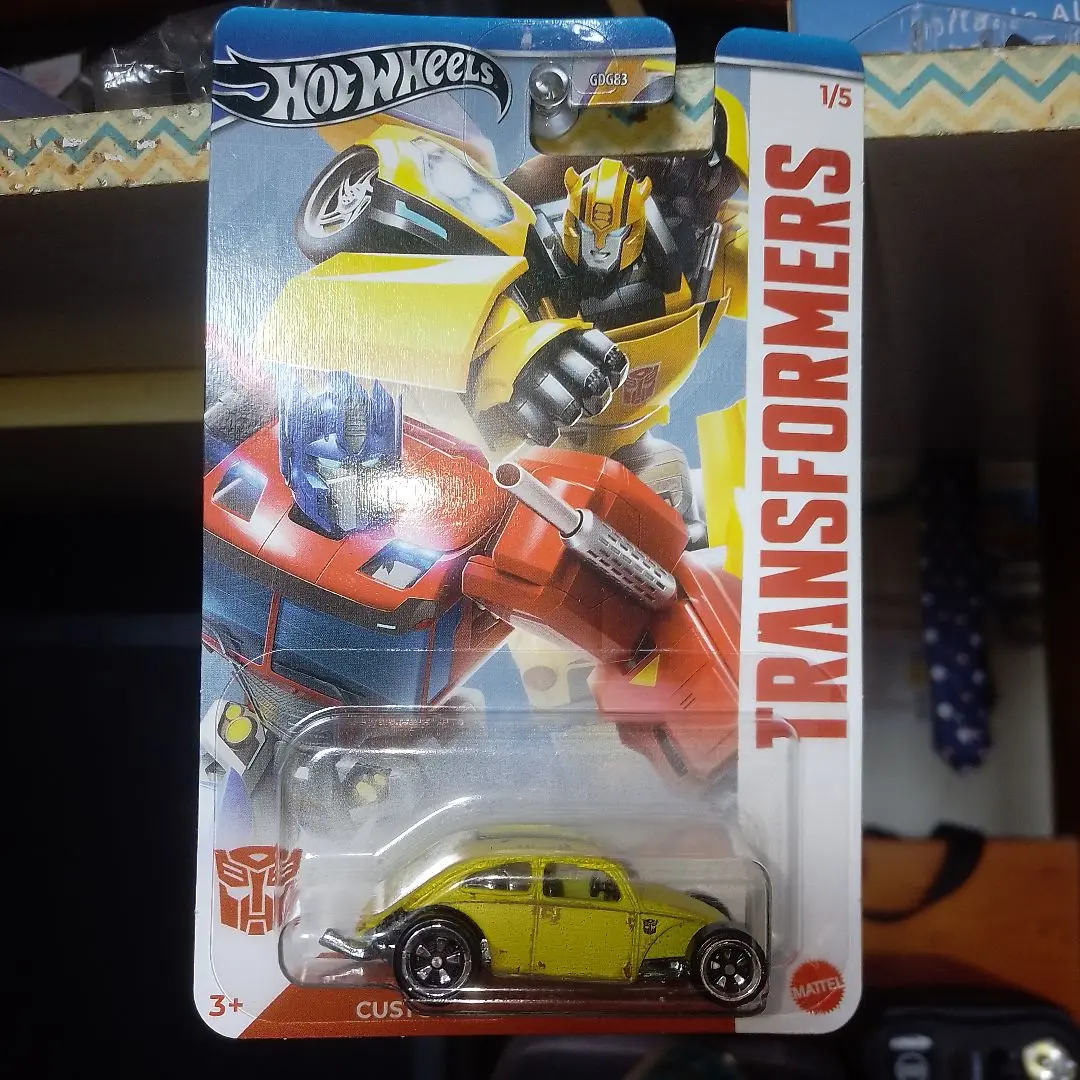 HOT WHEELS
GDG83
1/5
TRANSFORMERS
3+
CUST
MATTEL